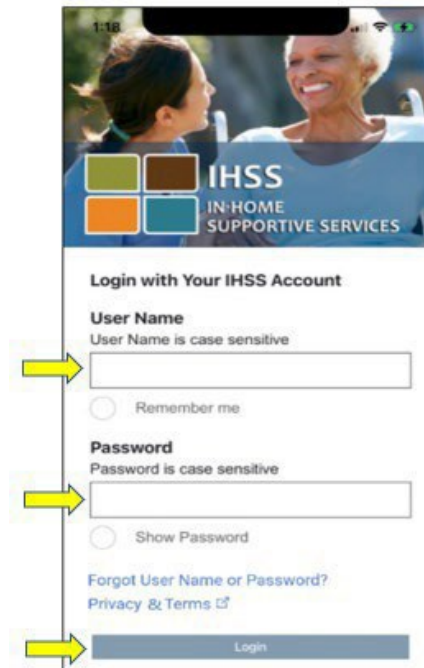 1:18
IHSS
IN-HOME
SUPPORTIVE SERVICES
Login with Your IHSS Account
User Name
User Name is case sensitive
Remember me
Password
Password is case sensitive
Show Password
Forgot User Name or Password?
Privacy & Terms
Login